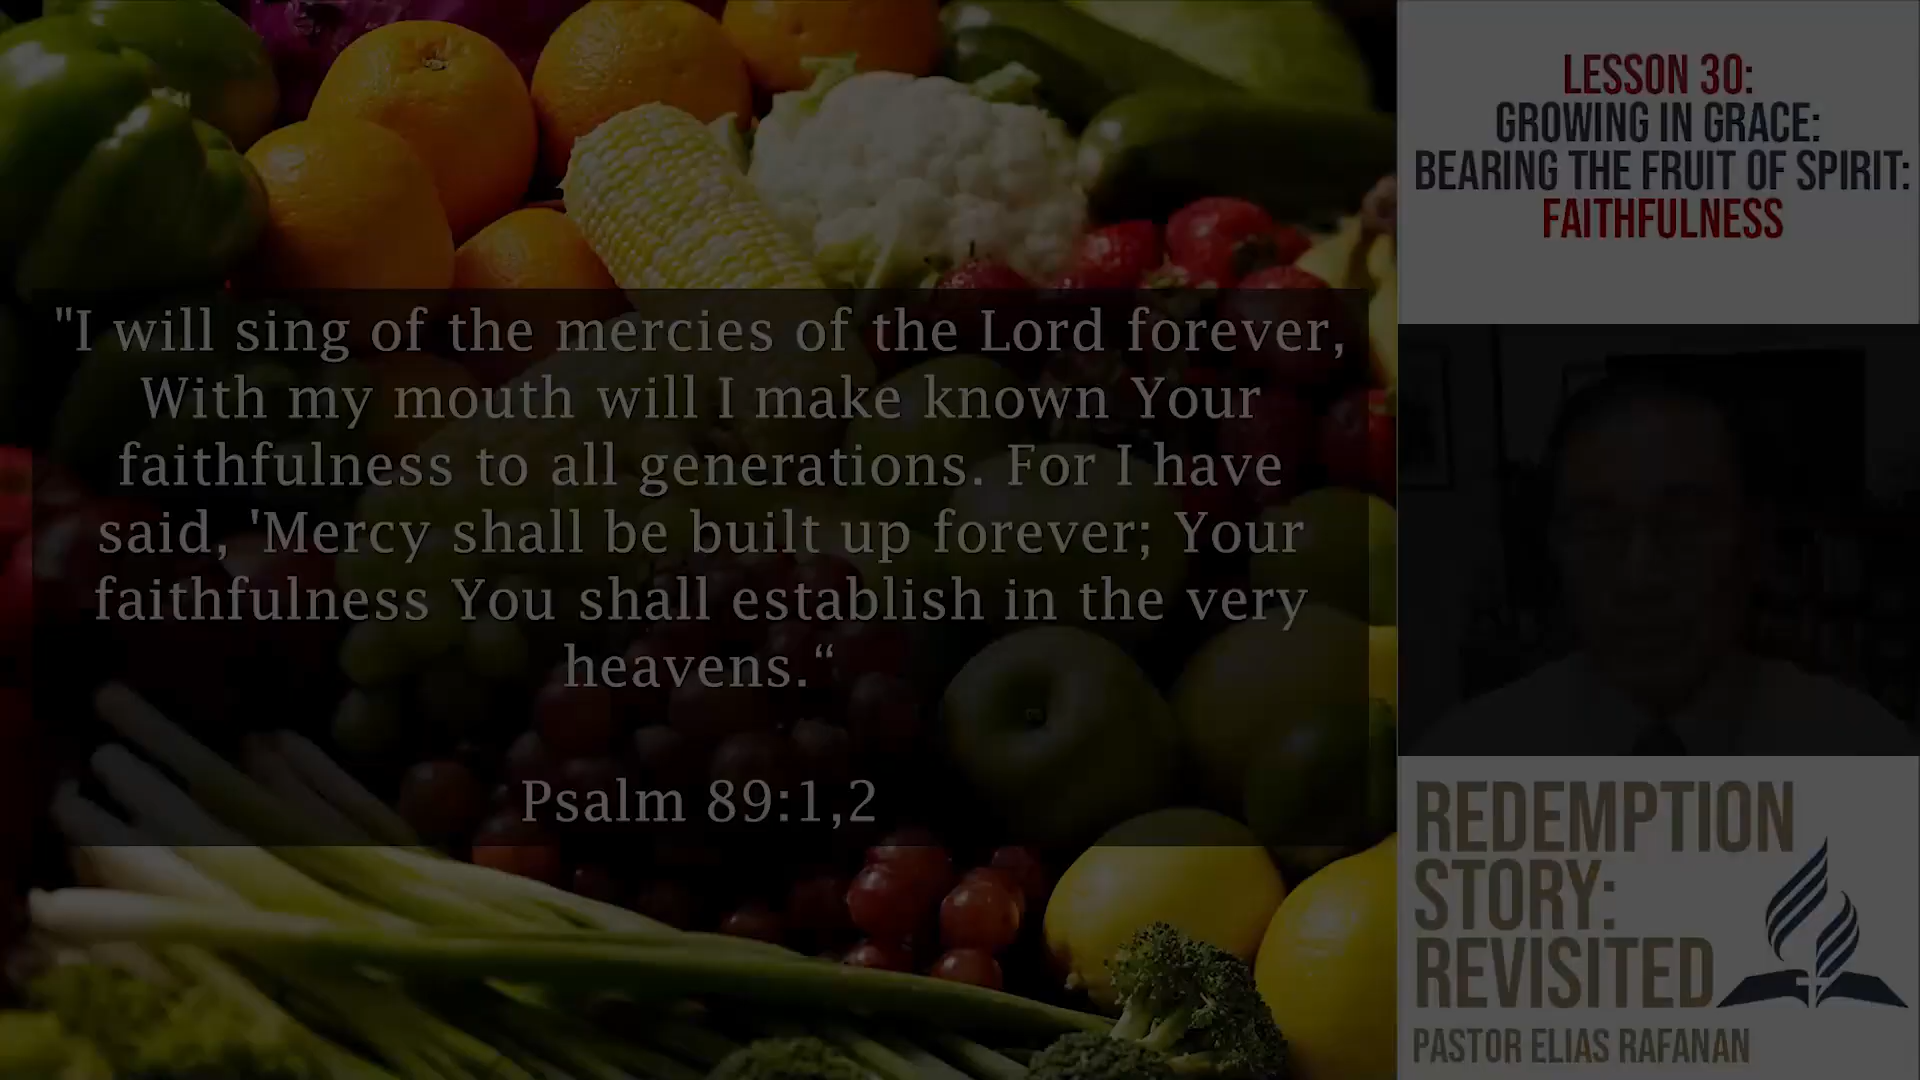 "I will sing of the mercies of the Lord forever,
With my mouth will I make known Your
faithfulness to all generations. For I have
said, 'Mercy shall be built up forever; Your
faithfulness You shall establish in the very
heavens.“
Psalm 89:1,2
LESSON 30:
GROWING IN GRACE:
BEARING THE FRUIT OF SPIRIT:
FAITHFULNESS
REDEMPTION
STORY:
REVISITED
PASTOR ELIAS RAFANAN